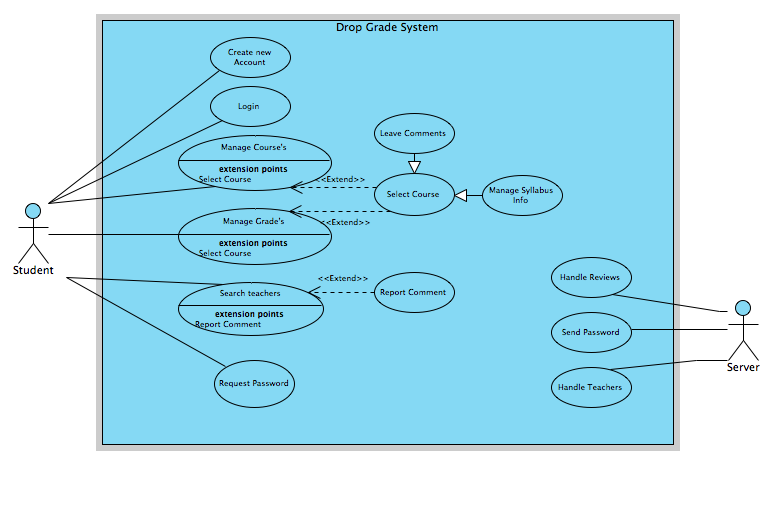 Drop Grade System
Create new
Account
Login
Leave Comments
Manage Course's
extension points
Select Course
<<Extend>>
Select Course
Manage Syllabus
Info
Manage Grade's
<<Extend>>
extension points
Select Course
Student
Search teachers
<<Extend>>
Report Comment
extension points
Report Comment
Handle Reviews
Send Password
Server
Request Password
Handle Teachers